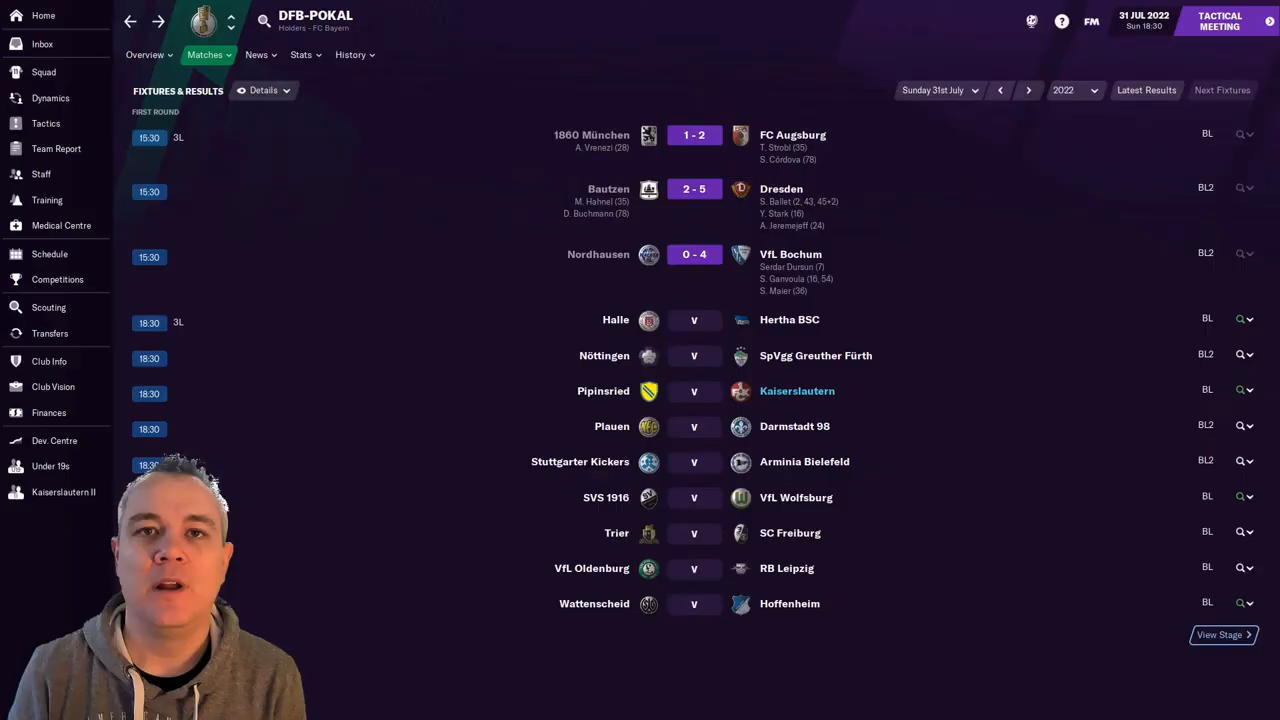 Home
Inbox
Squad
Dynamics
Tactics
Team Report
Staff
Training
Medical Centre
Schedule
Competitions
Scouting
Transfers
Club Info
Club Vision
Finances
Dev. Centre
Under 19s
Kaiserslautern II
DFB-POKAL
Holders - FC Bayern
FM
31 JUL 2022
Sun 18:30
TACTICAL
MEETING
Overview
Matches
News
Stats
History
FIXTURES & RESULTS
Details
Sunday 31st July
2022
Latest Results
Next Fixtures
FIRST ROUND
15:30 3L 1860 München 1 - 2 FC Augsburg BL
A. Vrenezi (28) T. Strobl (35)
S. Córdova (78)
15:30 Bautzen 2 - 5 Dresden BL2
M. Hahnel (35) S. Ballet (2, 43, 45+2)
D. Buchmann (78) Y. Stark (16)
A. Jeremejeff (24)
15:30 Nordhausen 0 - 4 VfL Bochum BL2
Serdar Dursun (7)
S. Ganvoula (16, 54)
S. Maier (36)
18:30 3L Halle v Hertha BSC BL
18:30 Nöttingen v SpVgg Greuther Fürth BL2
18:30 Pipinsried v Kaiserslautern BL
18:30 Plauen v Darmstadt 98 BL2
18:30 Stuttgarter Kickers v Arminia Bielefeld BL2
SVS 1916 v VfL Wolfsburg BL
Trier v SC Freiburg BL
VfL Oldenburg v RB Leipzig BL
Wattenscheid v Hoffenheim BL
View Stage